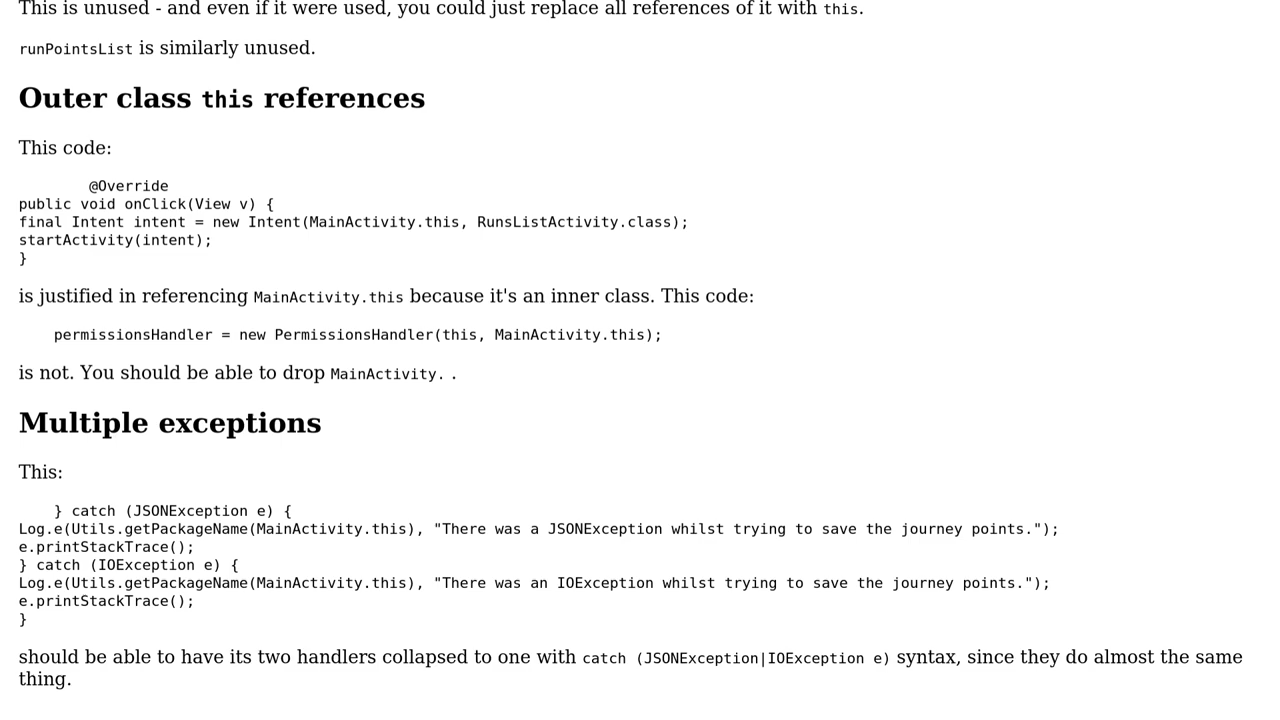 This is unused - and even if it were used, you could just replace all references of it with this.
runPointsList is similarly unused.
Outer class this references
This code:
        @Override
public void onClick(View v) {
final Intent intent = new Intent(MainActivity.this, RunsListActivity.class);
startActivity(intent);
}
is justified in referencing MainActivity.this because it's an inner class. This code:
    permissionsHandler = new PermissionsHandler(this, MainActivity.this);
is not. You should be able to drop MainActivity. .
Multiple exceptions
This:
    } catch (JSONException e) {
Log.e(Utils.getPackageName(MainActivity.this), "There was a JSONException whilst trying to save the journey points.");
e.printStackTrace();
} catch (IOException e) {
Log.e(Utils.getPackageName(MainActivity.this), "There was an IOException whilst trying to save the journey points.");
e.printStackTrace();
}
should be able to have its two handlers collapsed to one with catch (JSONException|IOException e) syntax, since they do almost the same
thing.